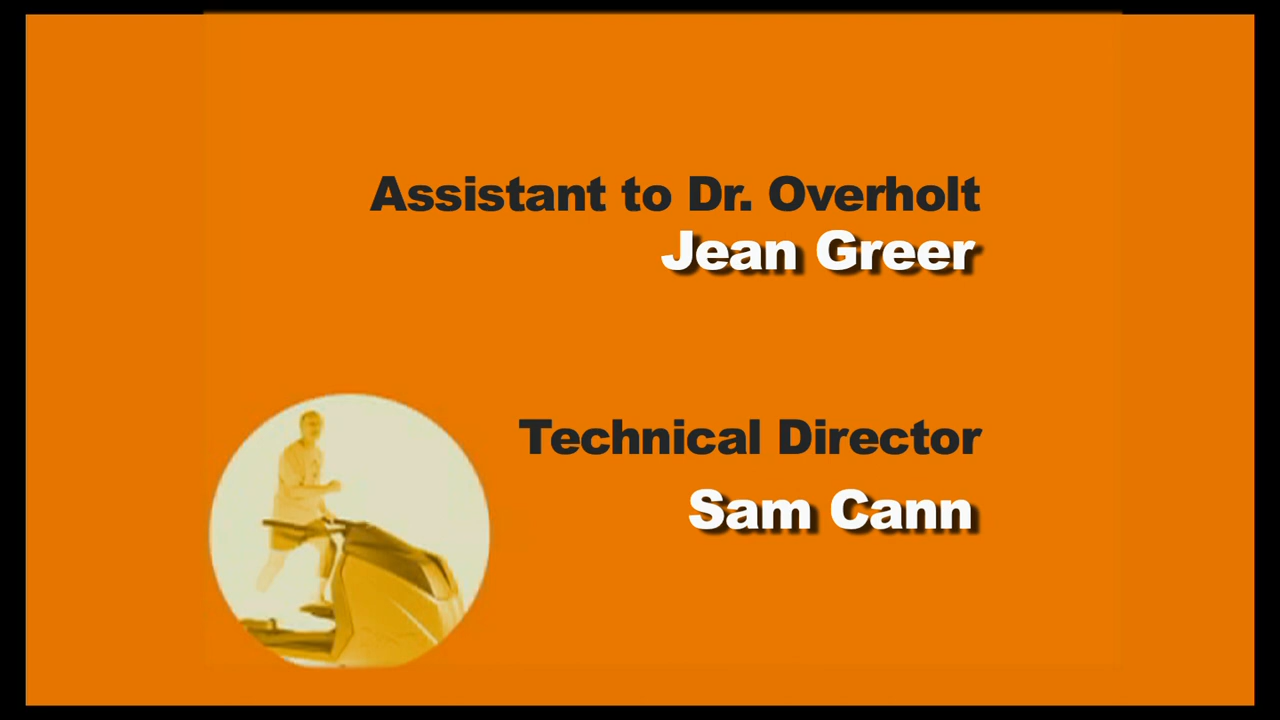 Assistant to Dr. Overholt
Jean Greer
Technical Director
Sam Cann